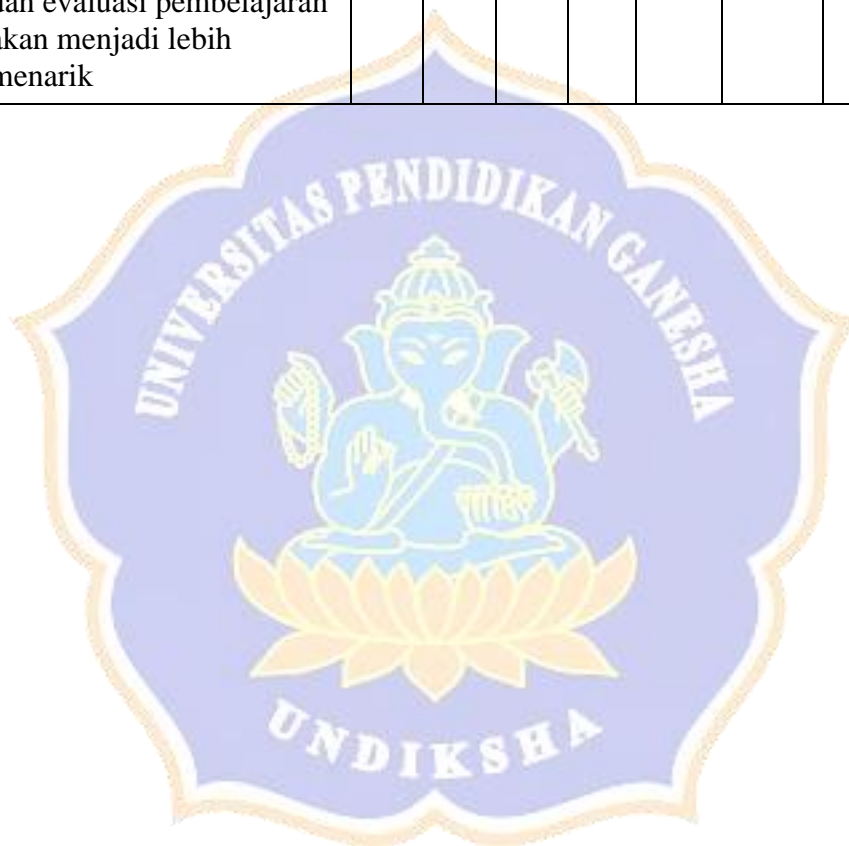 dan evaluasi pembelajaran
akan menjadi lebih
menarik
UNIVERSITAS PENDIDIKAN GANESHA
UNDIKSHA